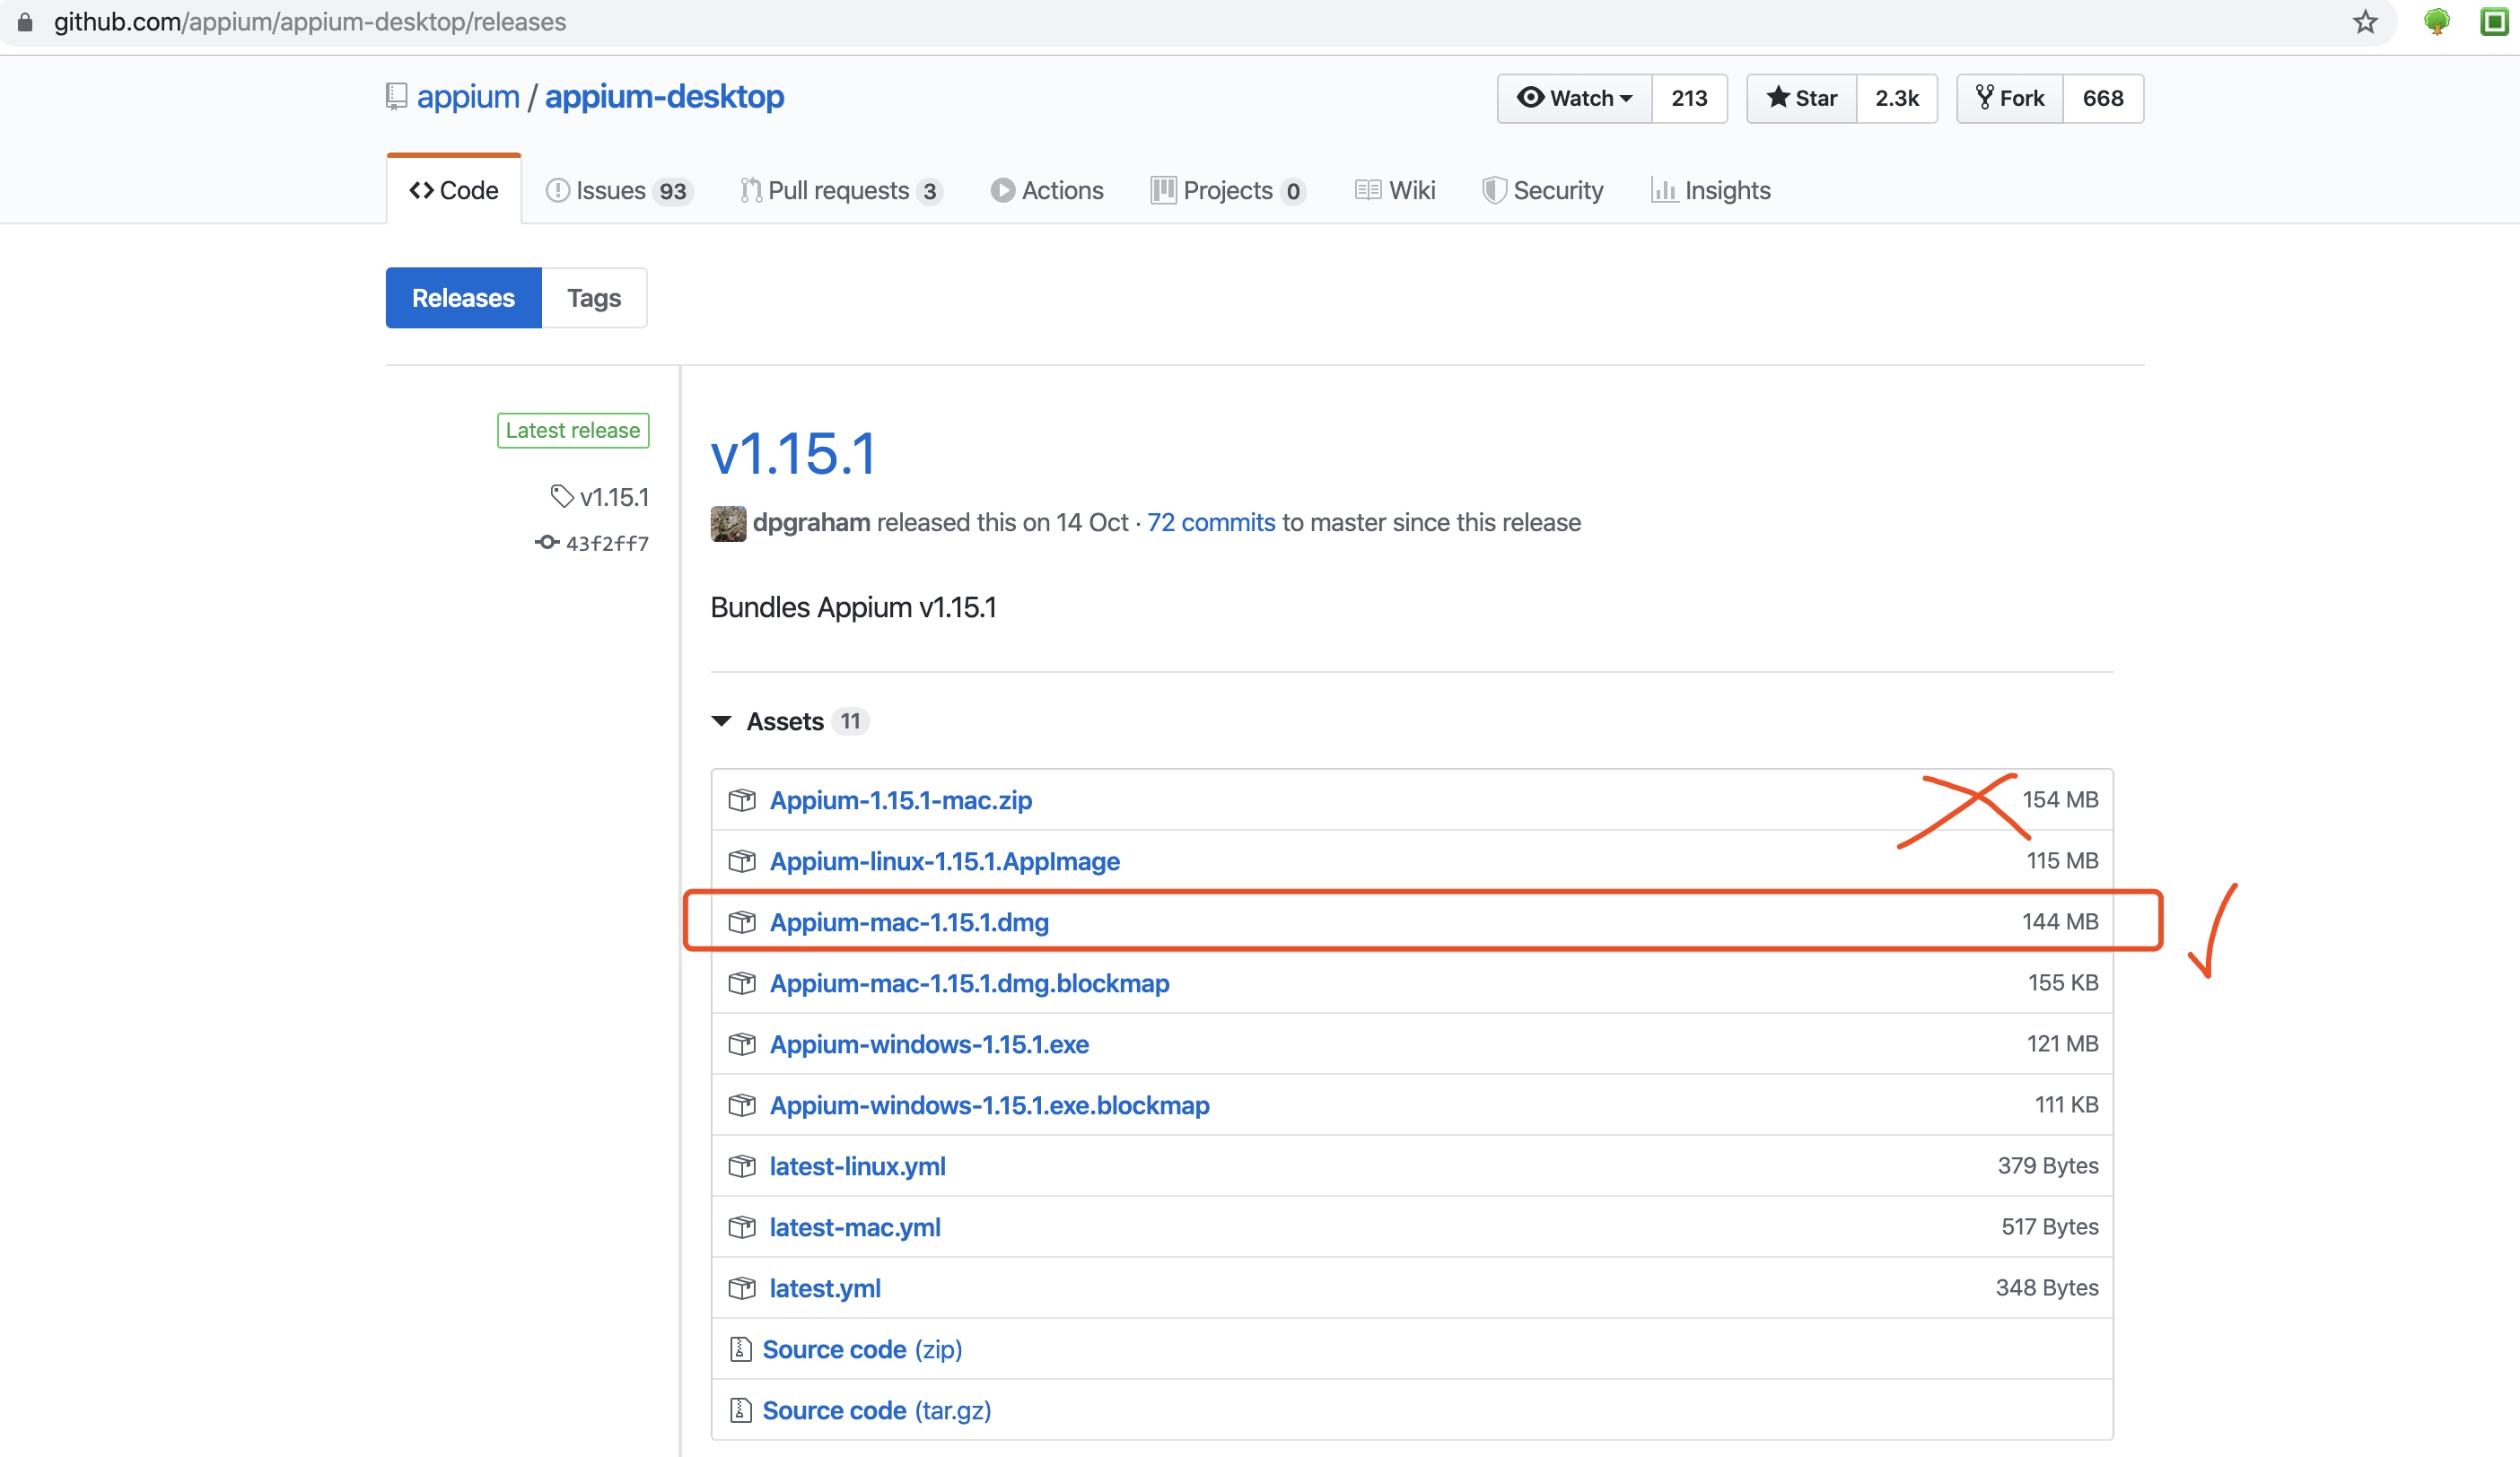 github.com/appium/appium-desktop/releases
appium / appium-desktop
Watch 213 Star 2.3k Fork 668
Code Issues 93 Pull requests 3 Actions Projects 0 Wiki Security Insights
Releases Tags
Latest release
v1.15.1
43f2ff7
v1.15.1
dpgraham released this on 14 Oct · 72 commits to master since this release
Bundles Appium v1.15.1
Assets 11
Appium-1.15.1-mac.zip 154 MB
Appium-linux-1.15.1.AppImage 115 MB
Appium-mac-1.15.1.dmg 144 MB
Appium-mac-1.15.1.dmg.blockmap 155 KB
Appium-windows-1.15.1.exe 121 MB
Appium-windows-1.15.1.exe.blockmap 111 KB
latest-linux.yml 379 Bytes
latest-mac.yml 517 Bytes
latest.yml 348 Bytes
Source code (zip)
Source code (tar.gz)